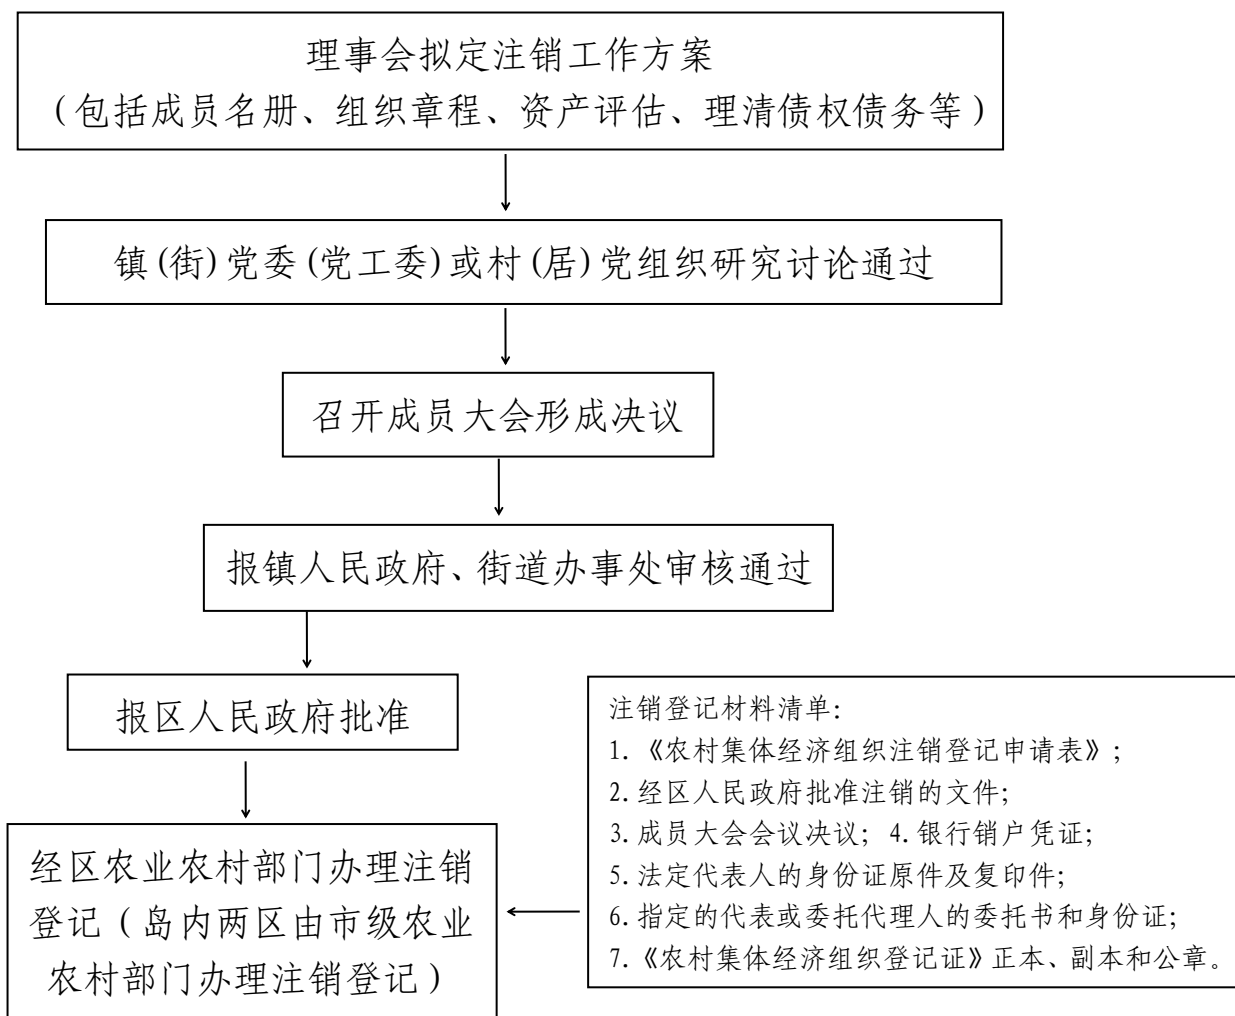 理事会拟定注销工作方案
(包括成员名册、组织章程、资产评估、理清债权债务等)
镇(街)党委(党工委)或村(居)党组织研究讨论通过
召开成员大会形成决议
报镇人民政府、街道办事处审核通过
报区人民政府批准
经区农业农村部门办理注销
登记(岛内两区由市级农业
农村部门办理注销登记)
注销登记材料清单:
1.《农村集体经济组织注销登记申请表》;
2.经区人民政府批准注销的文件;
3.成员大会会议决议; 4.银行销户凭证;
5.法定代表人的身份证原件及复印件;
6.指定的代表或委托代理人的委托书和身份证;
7.《农村集体经济组织登记证》正本、副本和公章。